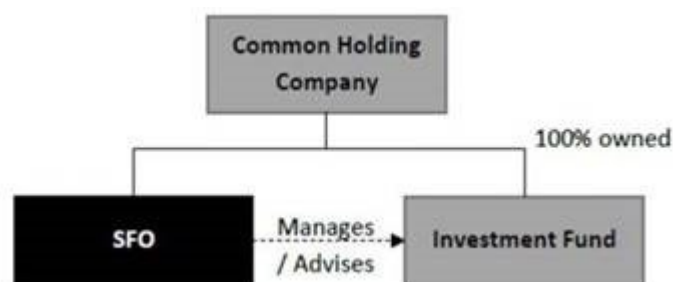 Common Holding
Company
100% owned
SFO
Manages
/ Advises
Investment Fund